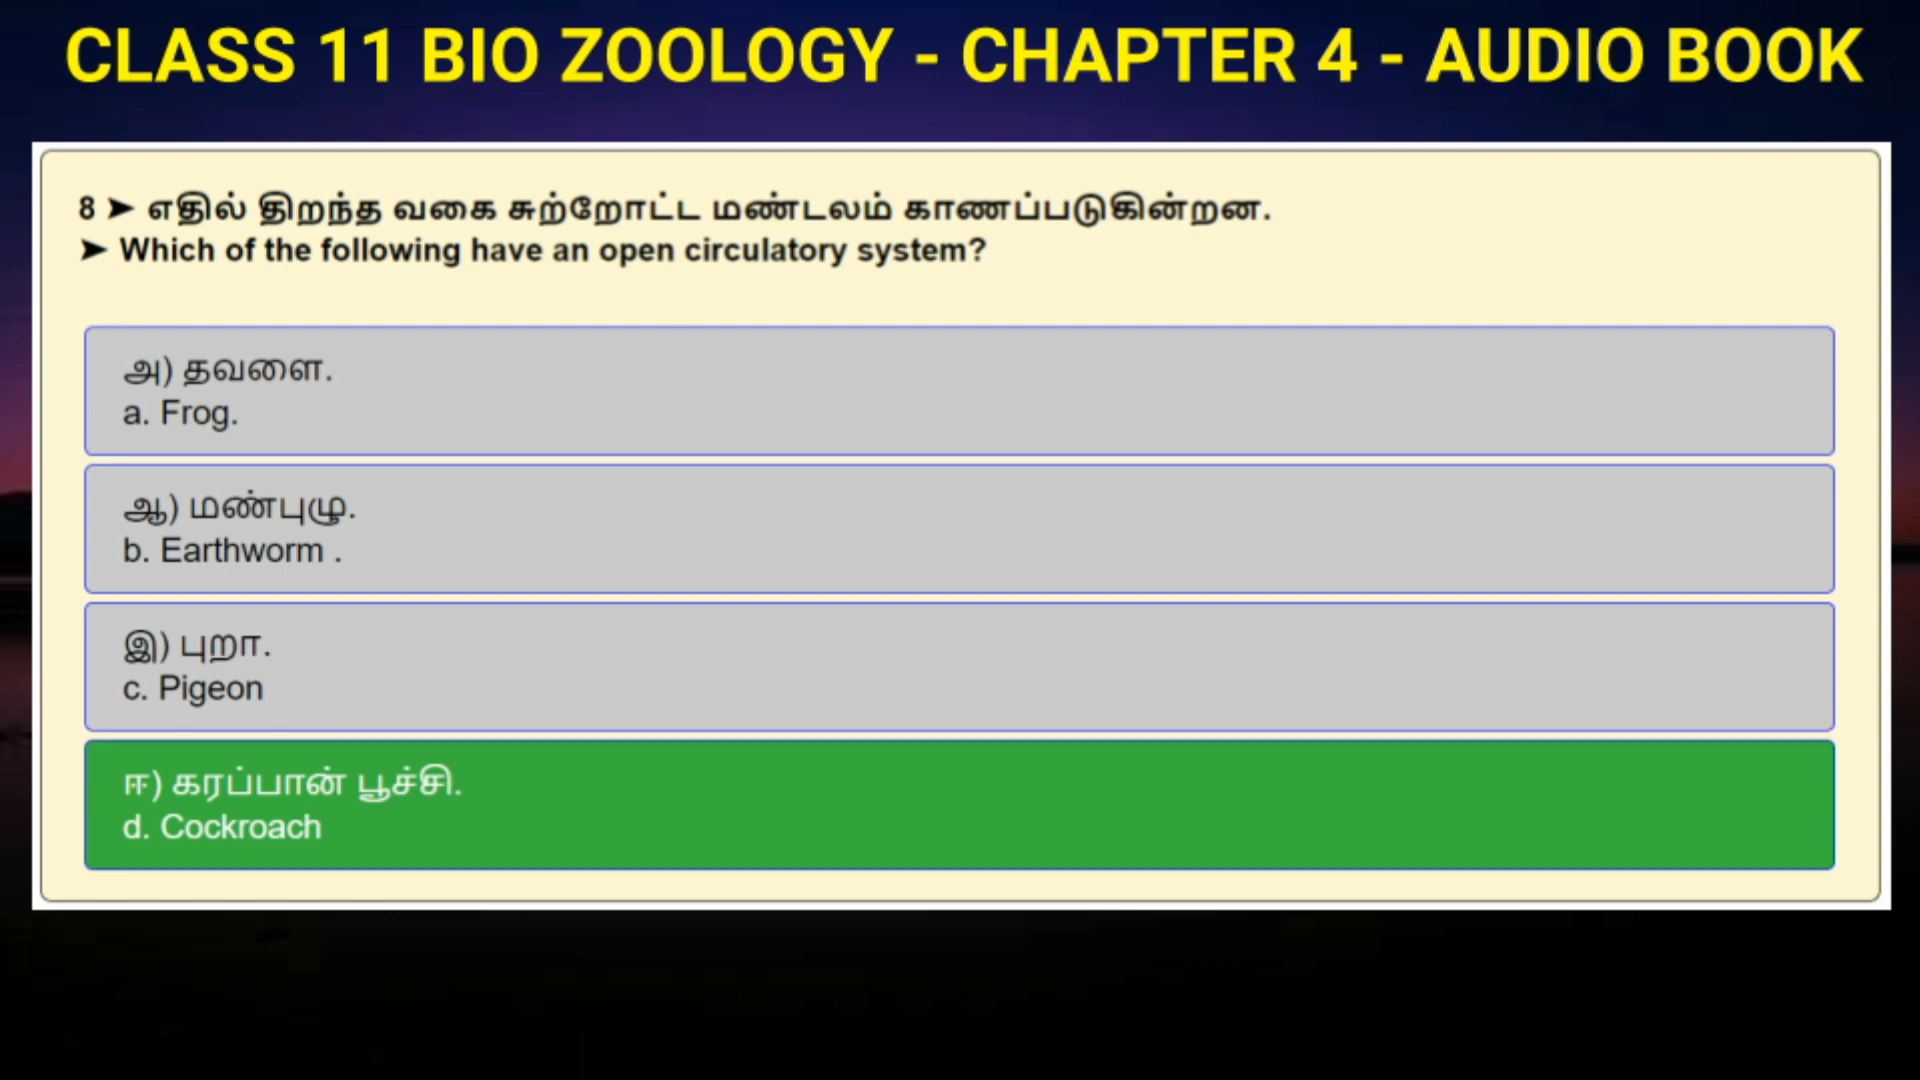 CLASS 11 BIO ZOOLOGY - CHAPTER 4 - AUDIO BOOK
8 ➤ எதில் திறந்த வகை சுற்றோட்ட மண்டலம் காணப்படுகின்றன.
➤ Which of the following have an open circulatory system?
அ) தவளை.
a. Frog.
ஆ) மண்புழு.
b. Earthworm .
இ) புறா.
c. Pigeon
ஈ) கரப்பான் பூச்சி.
d. Cockroach